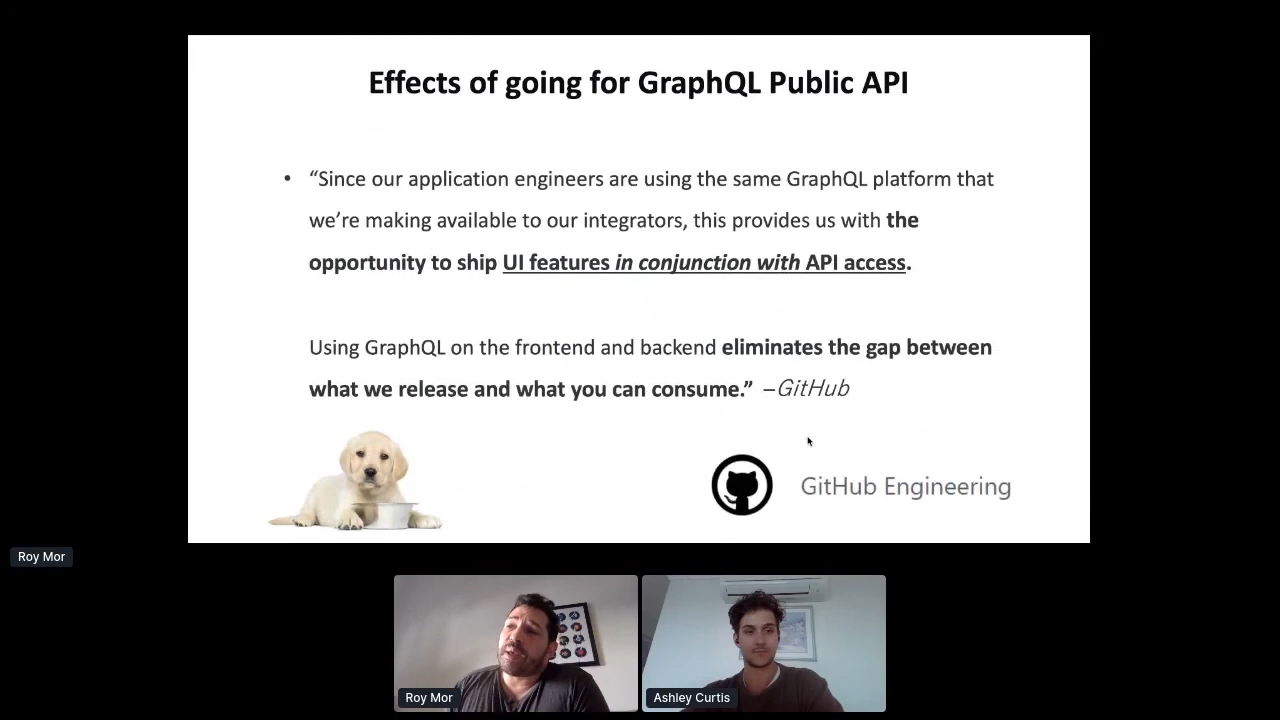 Effects of going for GraphQL Public API
• “Since our application engineers are using the same GraphQL platform that
we’re making available to our integrators, this provides us with the
opportunity to ship UI features in conjunction with API access.
Using GraphQL on the frontend and backend eliminates the gap between
what we release and what you can consume.” –GitHub
GitHub Engineering
Roy Mor
Roy Mor
Ashley Curtis